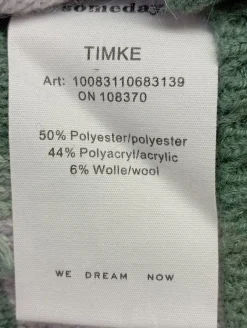 someday
TIMKE
Art: 10083110683139
ON 108370
50% Polyester/polyester
44% Polyacryl/acrylic
6% Wolle/wool
WE DREAM NOW